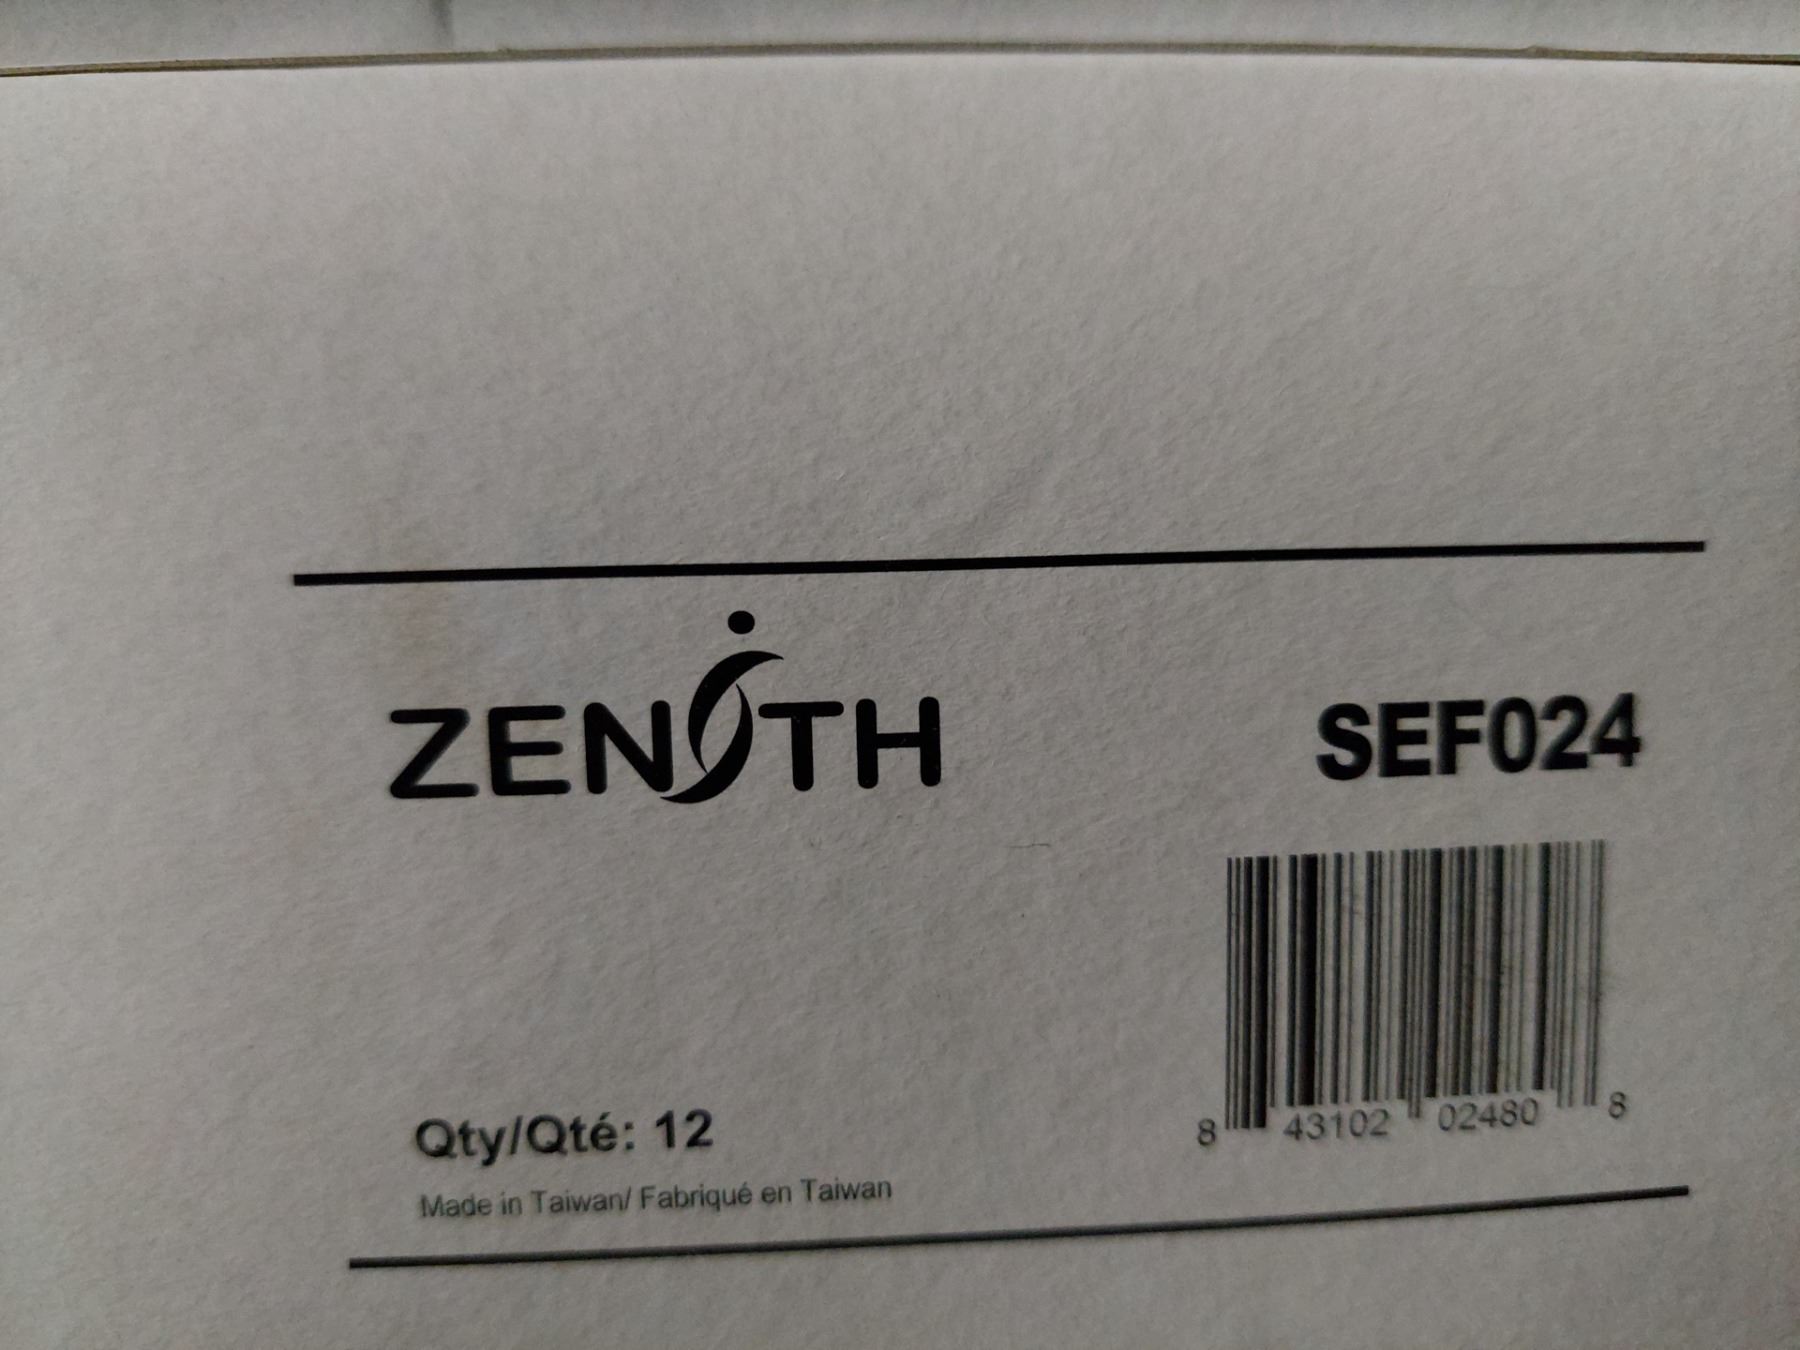 ZENITH
SEF024
8 43102 02480 8
Qty/Qté: 12
Made in Taiwan/ Fabriqué en Taiwan